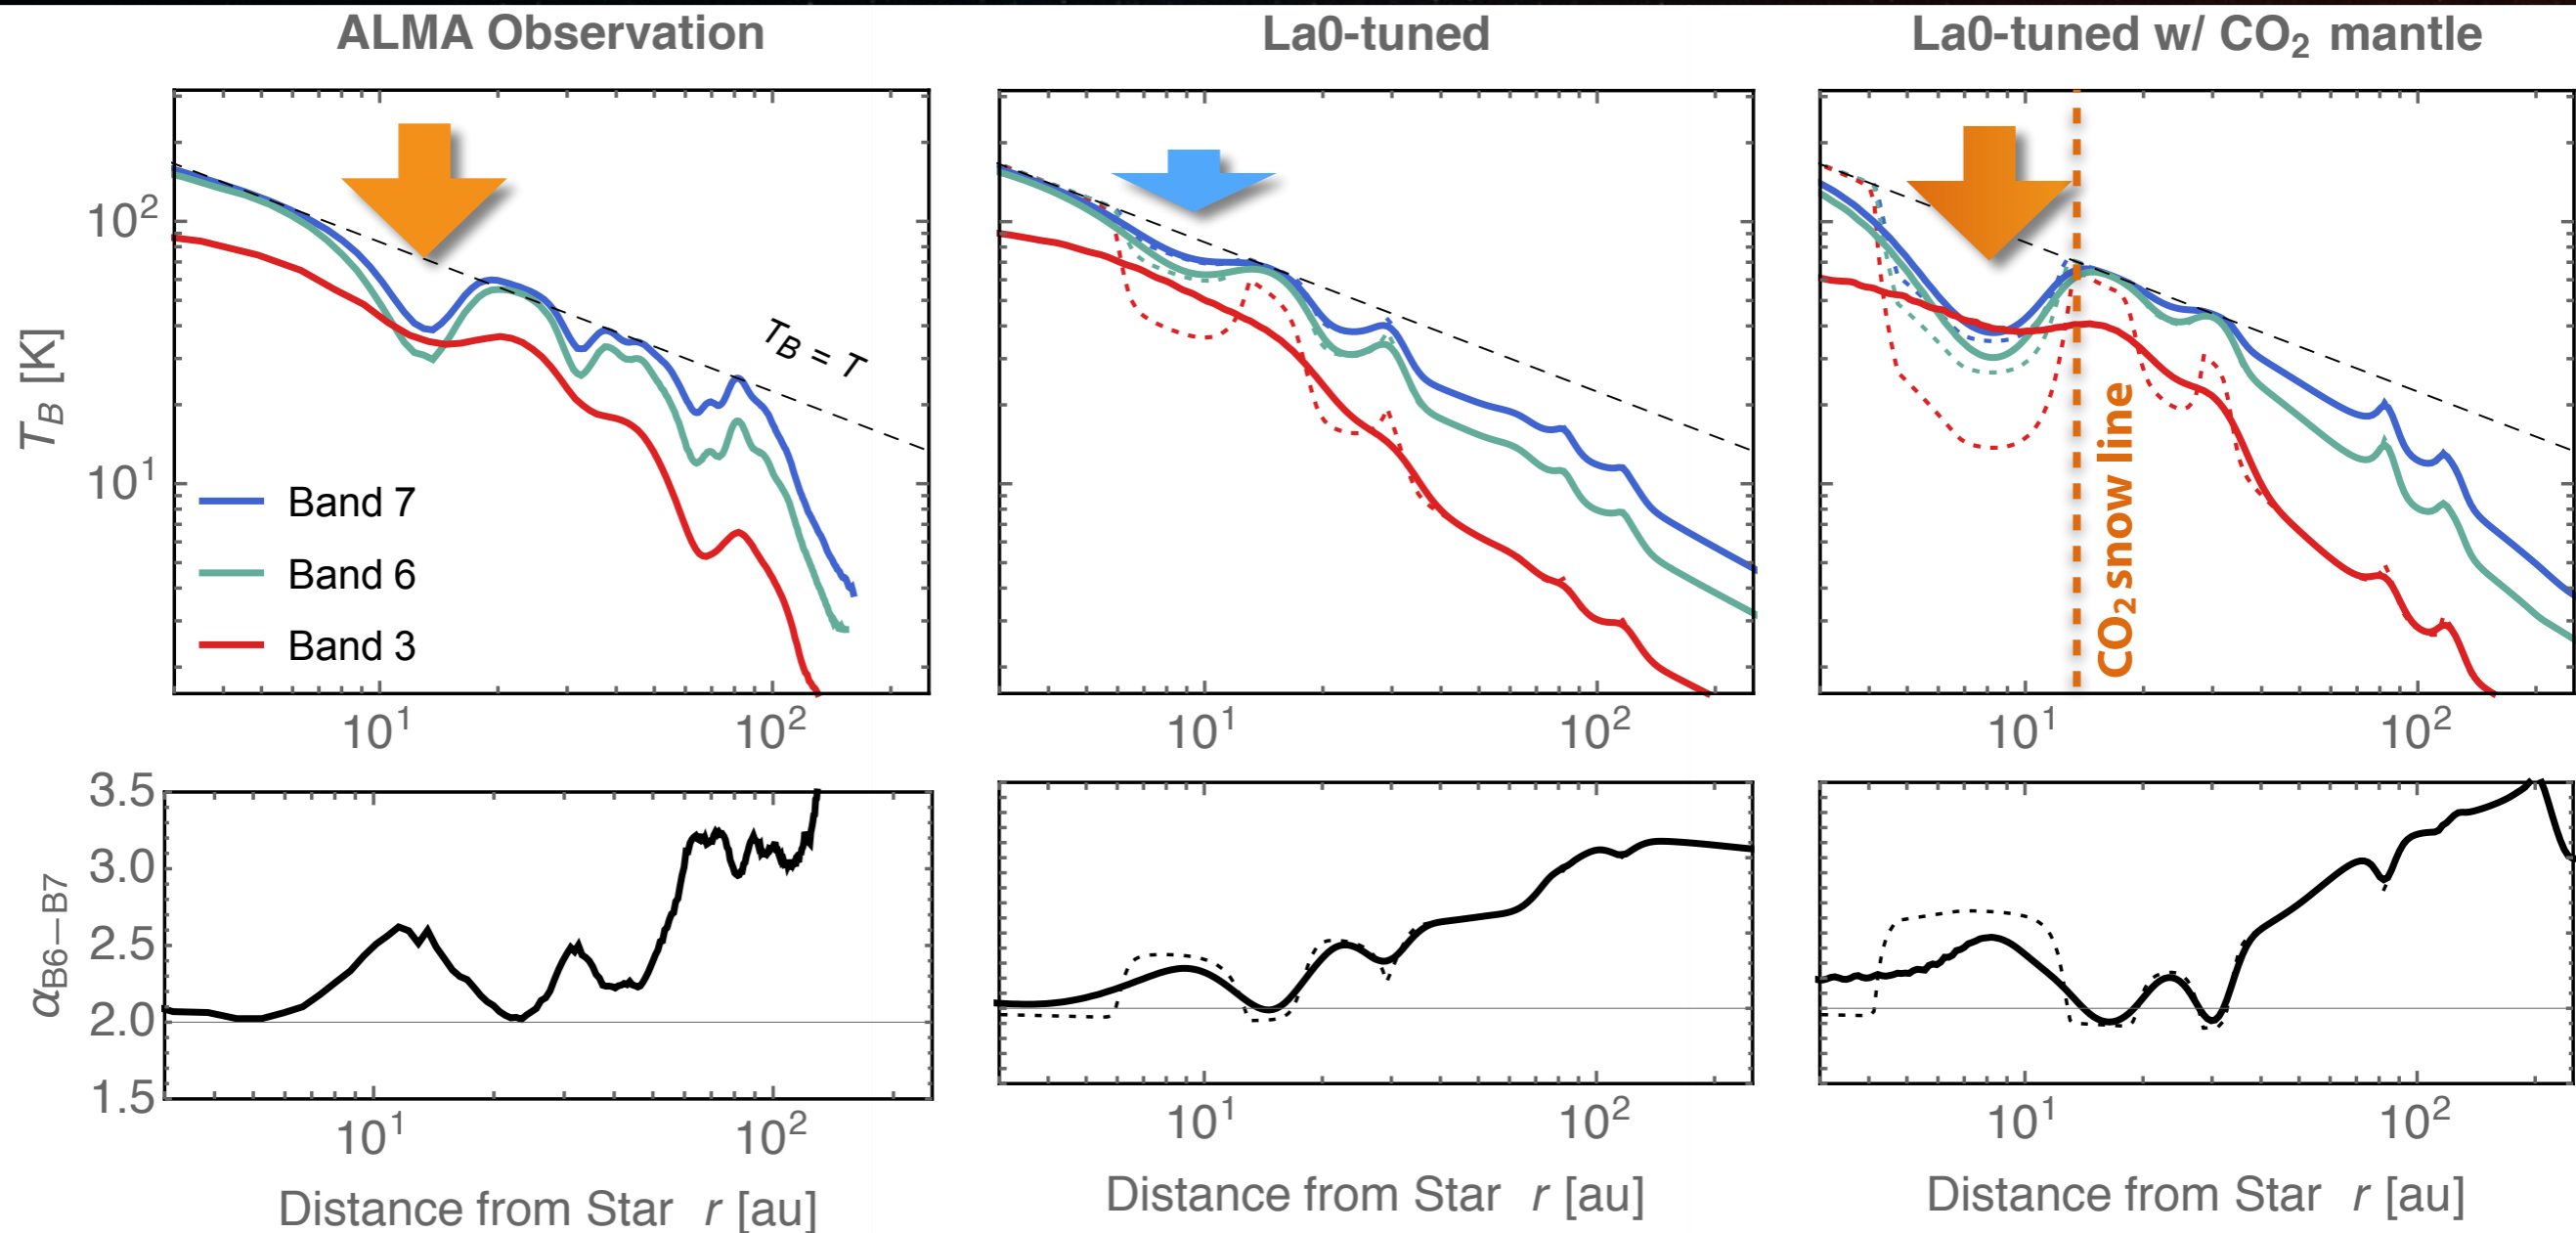 ALMA Observation
La0-tuned
La0-tuned w/ CO₂ mantle
T_B [K]
10²
10¹
T_B = T
Band 7
Band 6
Band 3
CO₂ snow line
10¹ 10²
10¹ 10²
10¹ 10²
α_B6−B7
3.5
3.0
2.5
2.0
1.5
10¹ 10²
10¹ 10²
10¹ 10²
Distance from Star r [au]
Distance from Star r [au]
Distance from Star r [au]